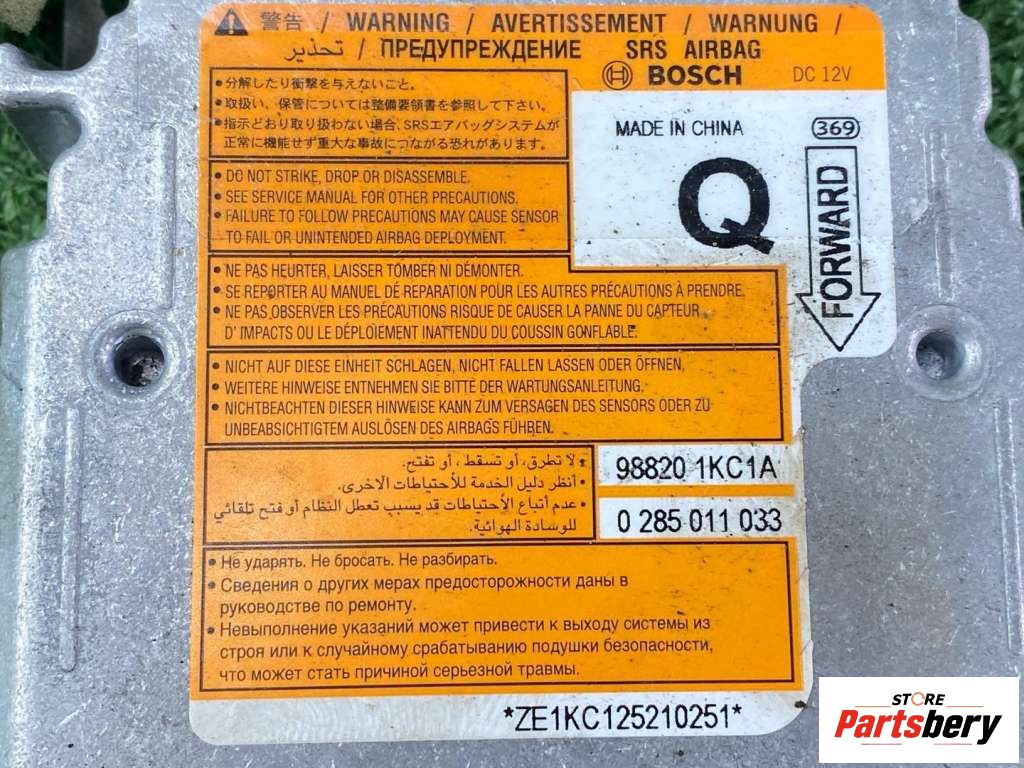 警告 / WARNING / AVERTISSEMENT / WARNUNG /
تحذير / ПРЕДУПРЕЖДЕНИЕ SRS AIRBAG
BOSCH DC 12V
•分解したり衝撃を与えないこと。
•取扱い、保管については整備要領書を参照して下さい。
•指示どおり取り扱わない場合、SRSエアバッグシステムが
正常に機能せず重大な事故につながる恐れがあります。
MADE IN CHINA 369
Q
FORWARD
• DO NOT STRIKE, DROP OR DISASSEMBLE.
• SEE SERVICE MANUAL FOR OTHER PRECAUTIONS.
• FAILURE TO FOLLOW PRECAUTIONS MAY CAUSE SENSOR
TO FAIL OR UNINTENDED AIRBAG DEPLOYMENT.
• NE PAS HEURTER, LAISSER TOMBER NI DÉMONTER.
• SE REPORTER AU MANUEL DE RÉPARATION POUR LES AUTRES PRÉCAUTIONS À PRENDRE.
• NE PAS OBSERVER LES PRÉCAUTIONS RISQUE DE CAUSER LA PANNE DU CAPTEUR
D' IMPACTS OU LE DÉPLOIEMENT INATTENDU DU COUSSIN GONFLABLE.
• NICHT AUF DIESE EINHEIT SCHLAGEN, NICHT FALLEN LASSEN ODER ÖFFNEN,
• WEITERE HINWEISE ENTNEHMEN SIE BITTE DER WARTUNGSANLEITUNG.
• NICHTBEACHTEN DIESER HINWEISE KANN ZUM VERSAGEN DES SENSORS ODER ZU
UNBEABSICHTIGTEM AUSLÖSEN DES AIRBAGS FÜHREN.
• لا تطرق، أو تسقط، أو تفتح.
• أنظر دليل الخدمة للأحتياطات الاخرى.
• عدم أتباع الأحتياطات قد يسبب تعطل النظام أو فتح تلقائي
للوسادة الهوائية.
98820 1KC1A
0 285 011 033
• Не ударять. Не бросать. Не разбирать.
• Сведения о других мерах предосторожности даны в
руководстве по ремонту.
• Невыполнение указаний может привести к выходу системы из
строя или к случайному срабатыванию подушки безопасности,
что может стать причиной серьезной травмы.
*ZE1KC125210251*
STORE
Partsbery